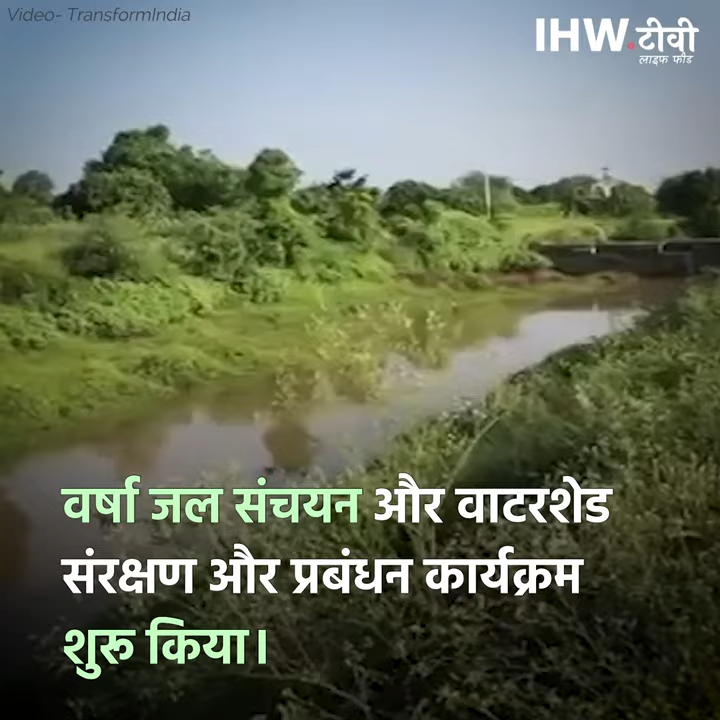 Video- TransformIndia
IHW.टीवी
लाइफ फीड
वर्षा जल संचयन और वाटरशेड
संरक्षण और प्रबंधन कार्यक्रम
शुरू किया।